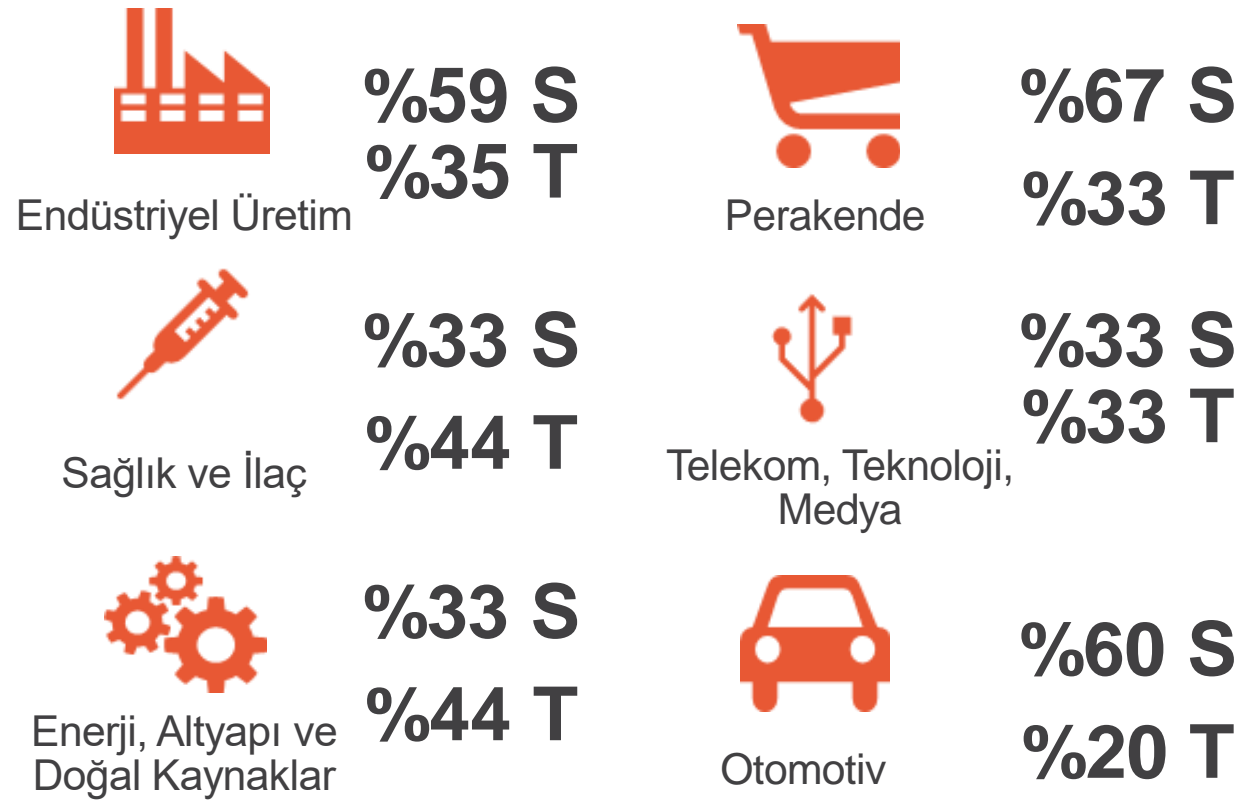 %59 S
%35 T
Endüstriyel Üretim
%67 S
%33 T
Perakende
%33 S
%44 T
Sağlık ve İlaç
%33 S
%33 T
Telekom, Teknoloji,
Medya
%33 S
%44 T
Enerji, Altyapı ve
Doğal Kaynaklar
%60 S
%20 T
Otomotiv